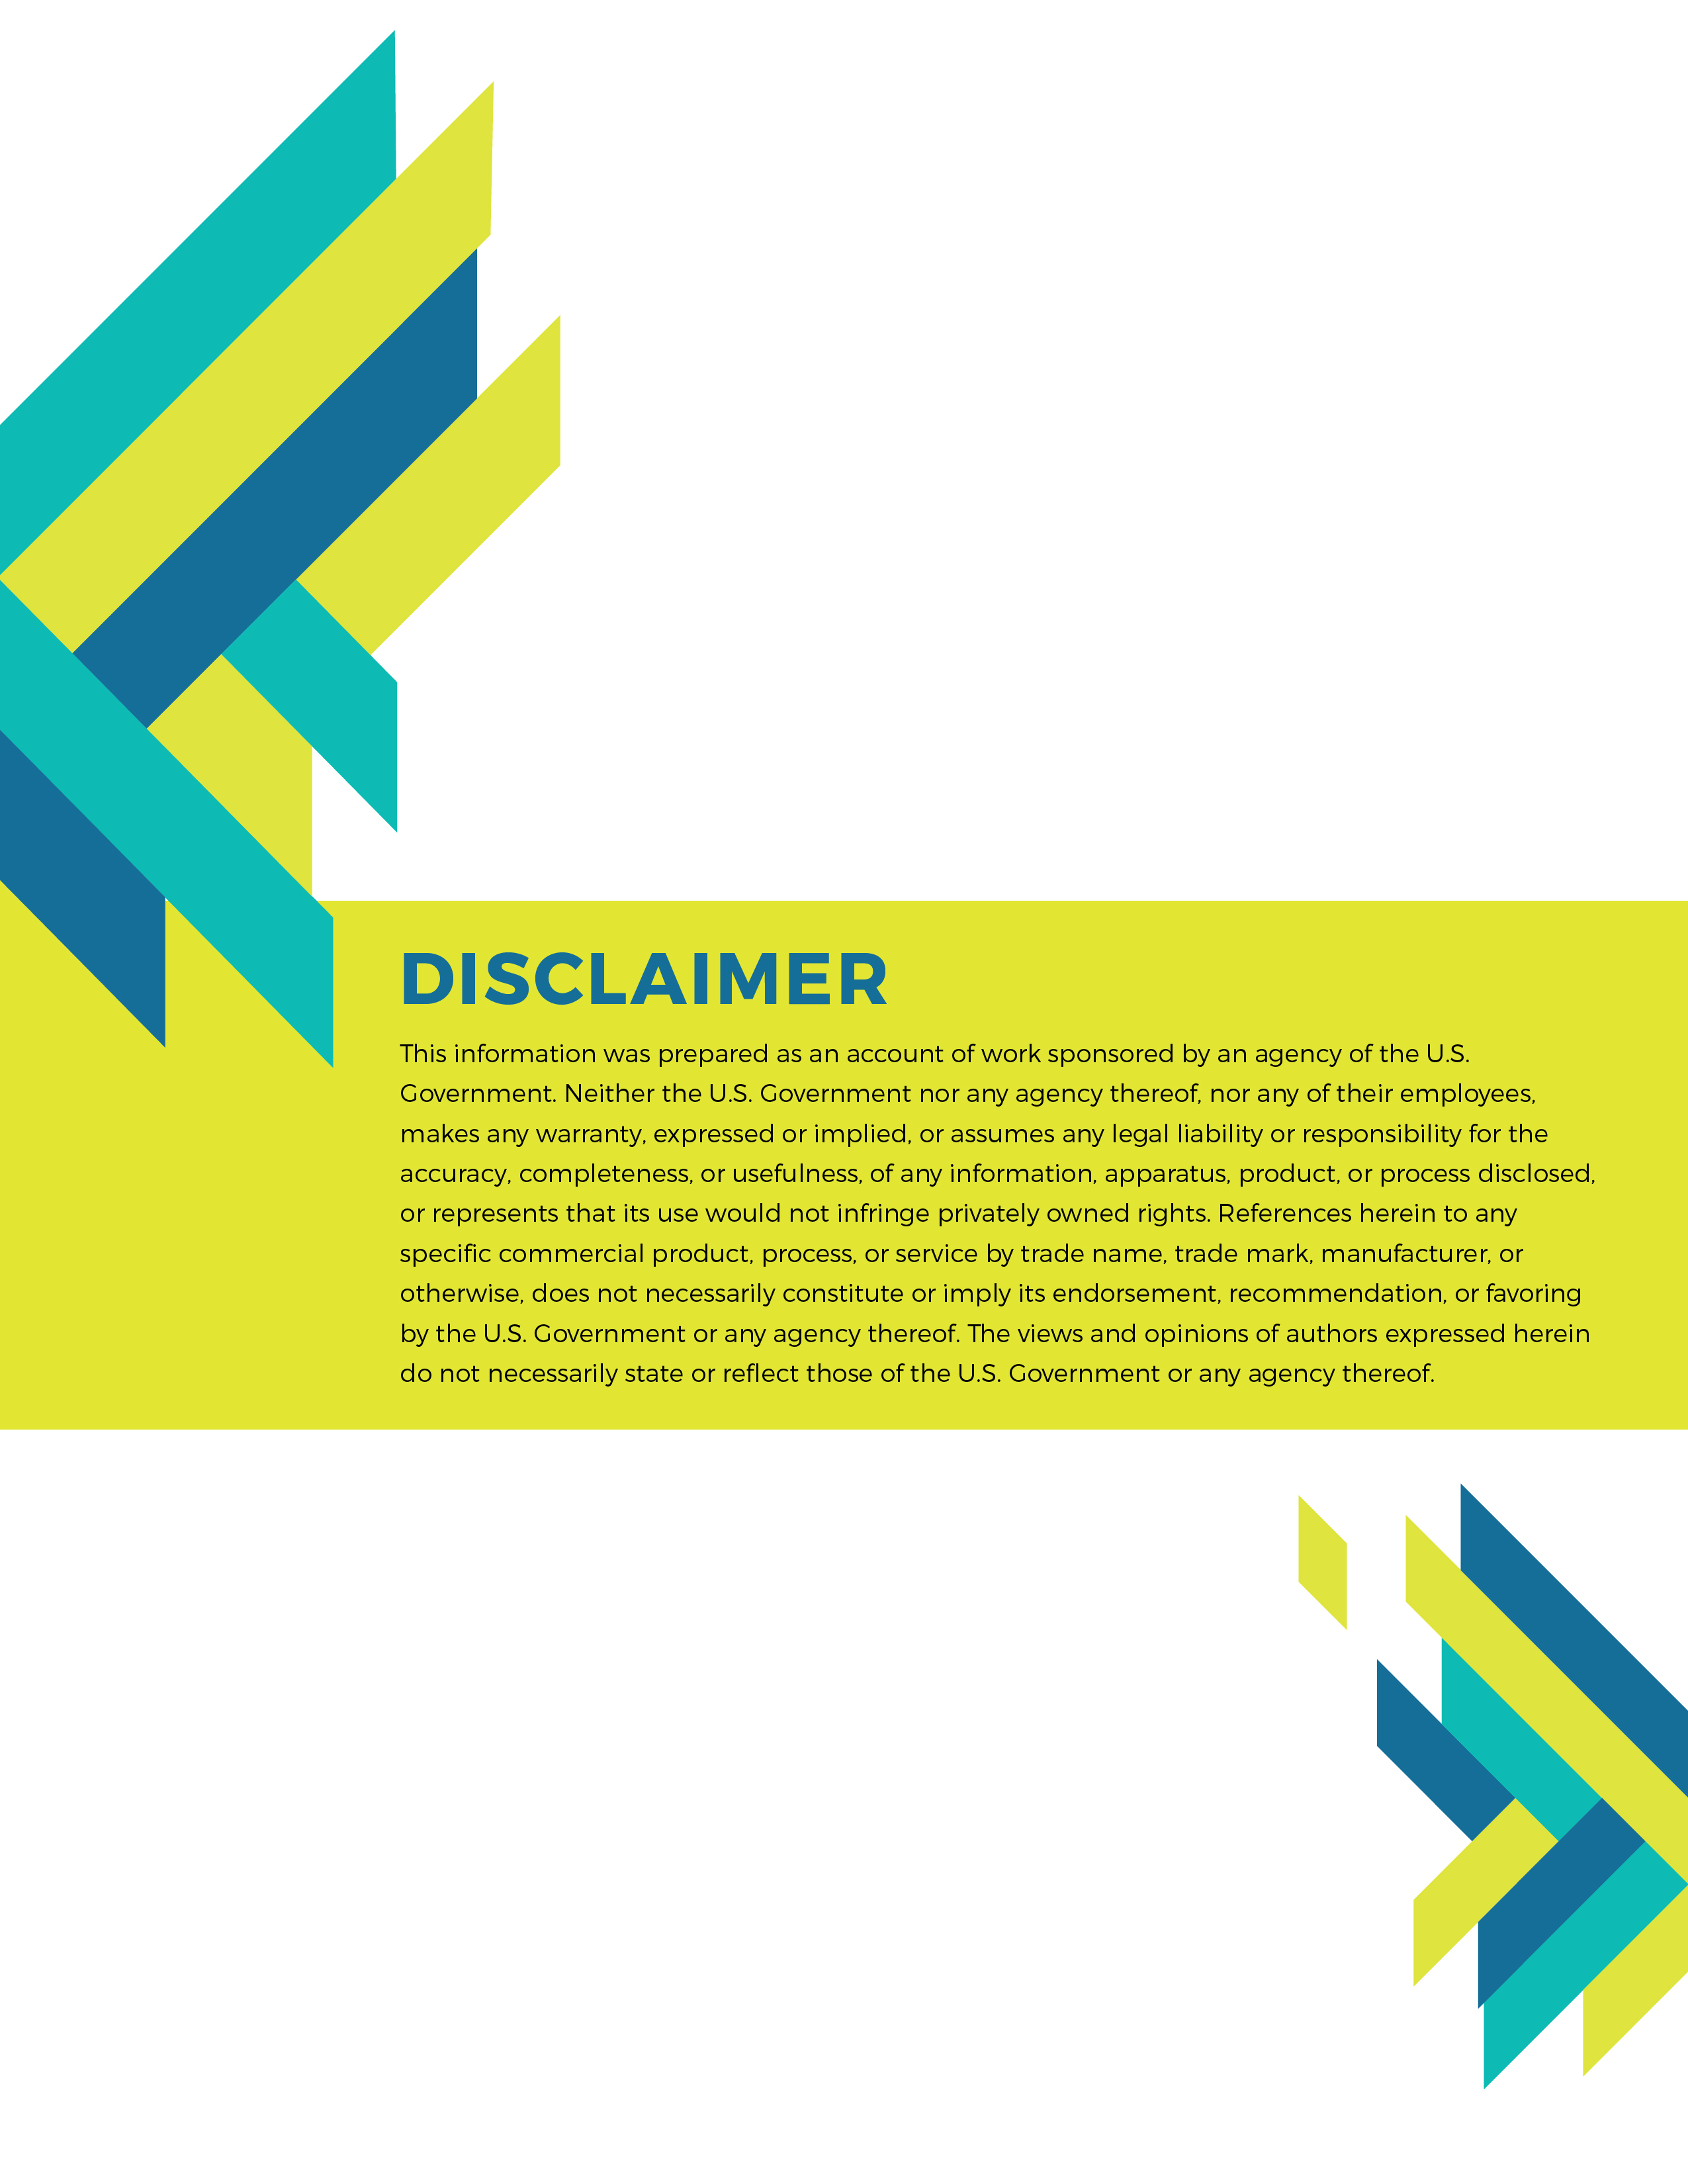 DISCLAIMER
This information was prepared as an account of work sponsored by an agency of the U.S.
Government. Neither the U.S. Government nor any agency thereof, nor any of their employees,
makes any warranty, expressed or implied, or assumes any legal liability or responsibility for the
accuracy, completeness, or usefulness, of any information, apparatus, product, or process disclosed,
or represents that its use would not infringe privately owned rights. References herein to any
specific commercial product, process, or service by trade name, trade mark, manufacturer, or
otherwise, does not necessarily constitute or imply its endorsement, recommendation, or favoring
by the U.S. Government or any agency thereof. The views and opinions of authors expressed herein
do not necessarily state or reflect those of the U.S. Government or any agency thereof.